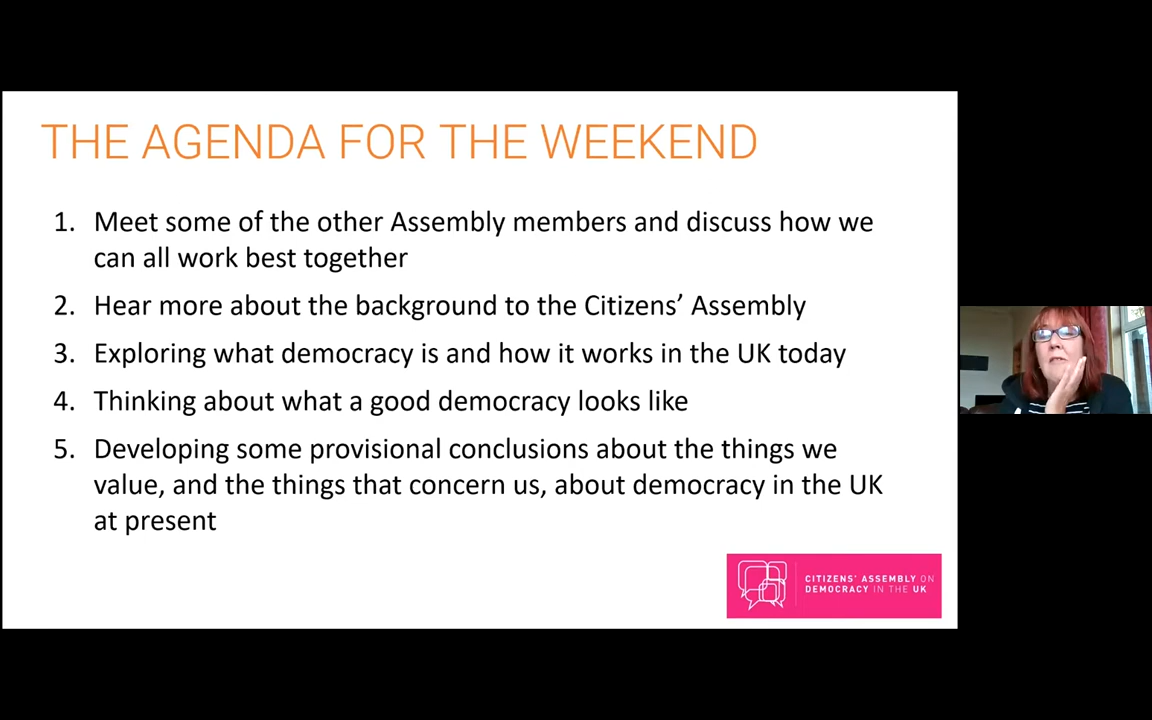 THE AGENDA FOR THE WEEKEND
1. Meet some of the other Assembly members and discuss how we
can all work best together
2. Hear more about the background to the Citizens’ Assembly
3. Exploring what democracy is and how it works in the UK today
4. Thinking about what a good democracy looks like
5. Developing some provisional conclusions about the things we
value, and the things that concern us, about democracy in the UK
at present
CITIZENS’ ASSEMBLY ON
DEMOCRACY IN THE UK